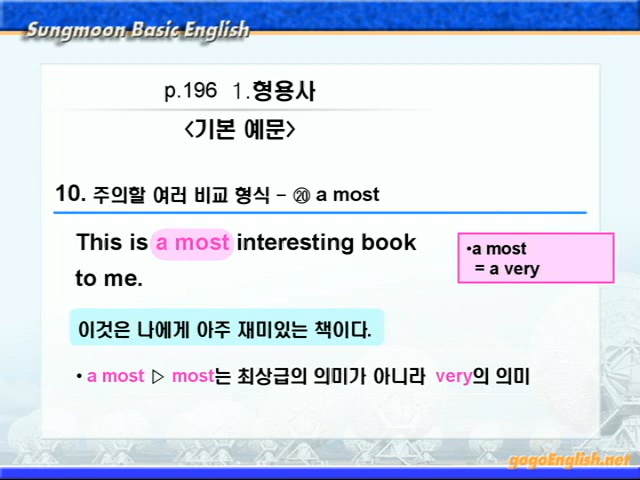 Sungmoon Basic English
p.196 1.형용사
<기본 예문>
10. 주의할 여러 비교 형식 - ⑳ a most
This is a most interesting book
to me.
•a most
= a very
이것은 나에게 아주 재미있는 책이다.
• a most ▷ most는 최상급의 의미가 아니라 very의 의미
gogoEnglish.net